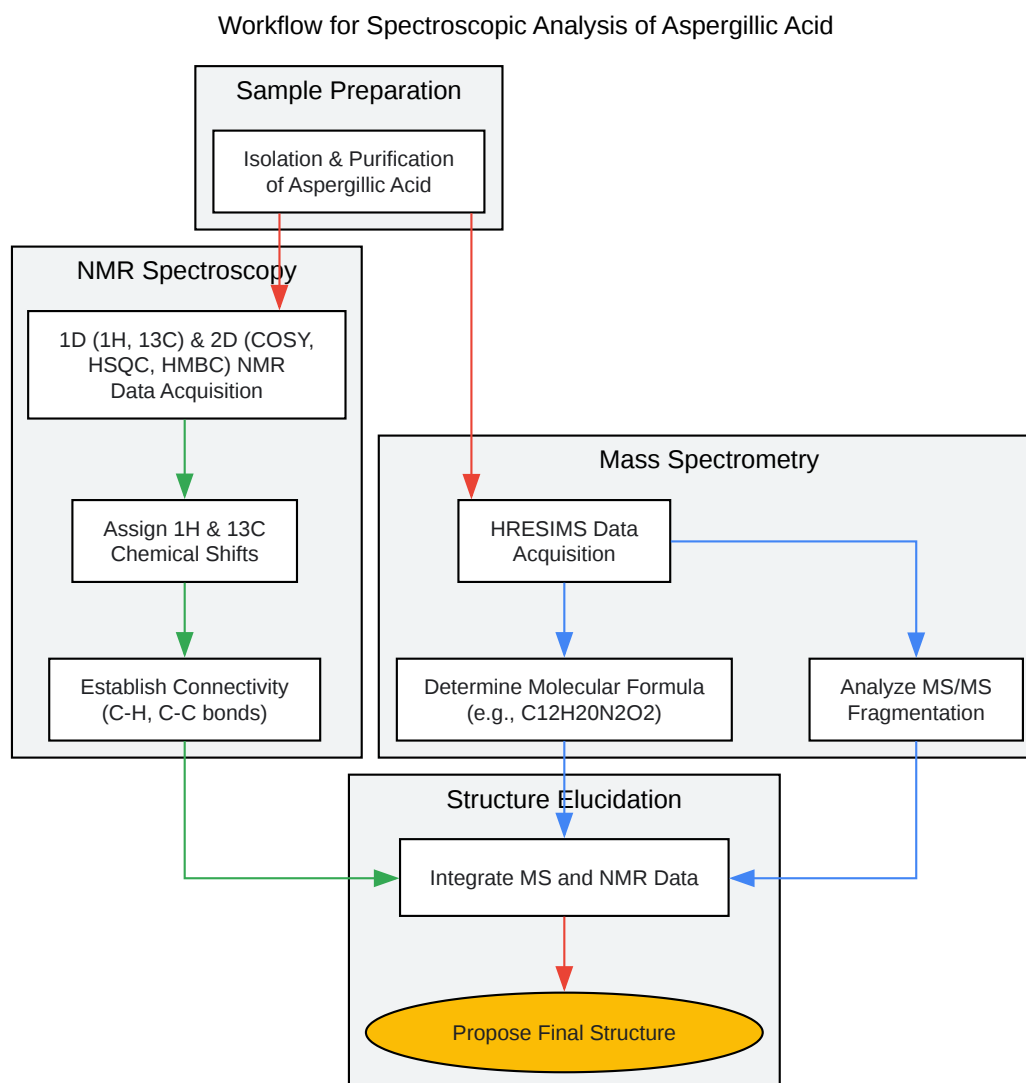 Workflow for Spectroscopic Analysis of Aspergillic Acid
Sample Preparation
Isolation & Purification
of Aspergillic Acid
NMR Spectroscopy
1D (1H, 13C) & 2D (COSY,
HSQC, HMBC) NMR
Data Acquisition
Assign 1H & 13C
Chemical Shifts
Establish Connectivity
(C-H, C-C bonds)
Mass Spectrometry
HRESIMS Data
Acquisition
Determine Molecular Formula
(e.g., C12H20N2O2)
Analyze MS/MS
Fragmentation
Structure Elucidation
Integrate MS and NMR Data
Propose Final Structure